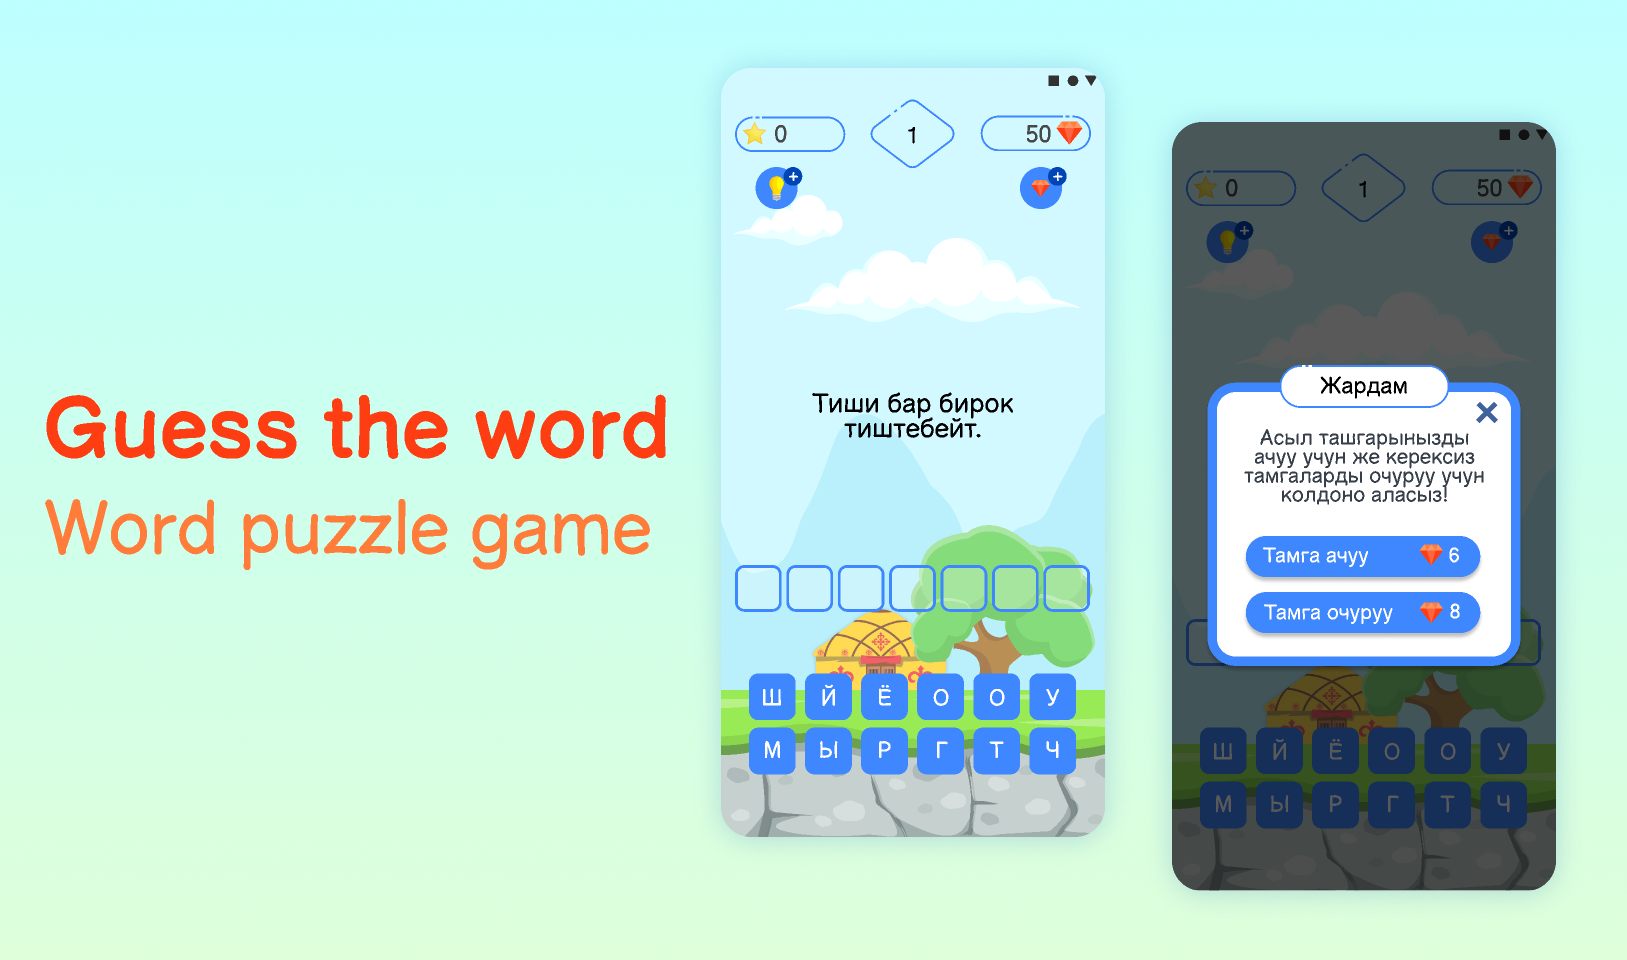 Guess the word
Word puzzle game
0
1
50
Тиши бар бирок
тиштебейт.
Ш Й Ё О О У
М Ы Р Г Т Ч
0
1
50
Жардам
Асыл ташгарынызды
ачуу учун же керексиз
тамгаларды очуруу учун
колдоно аласыз!
Тамга ачуу 6
Тамга очуруу 8
Ш Й Ё О О У
М Ы Р Г Т Ч